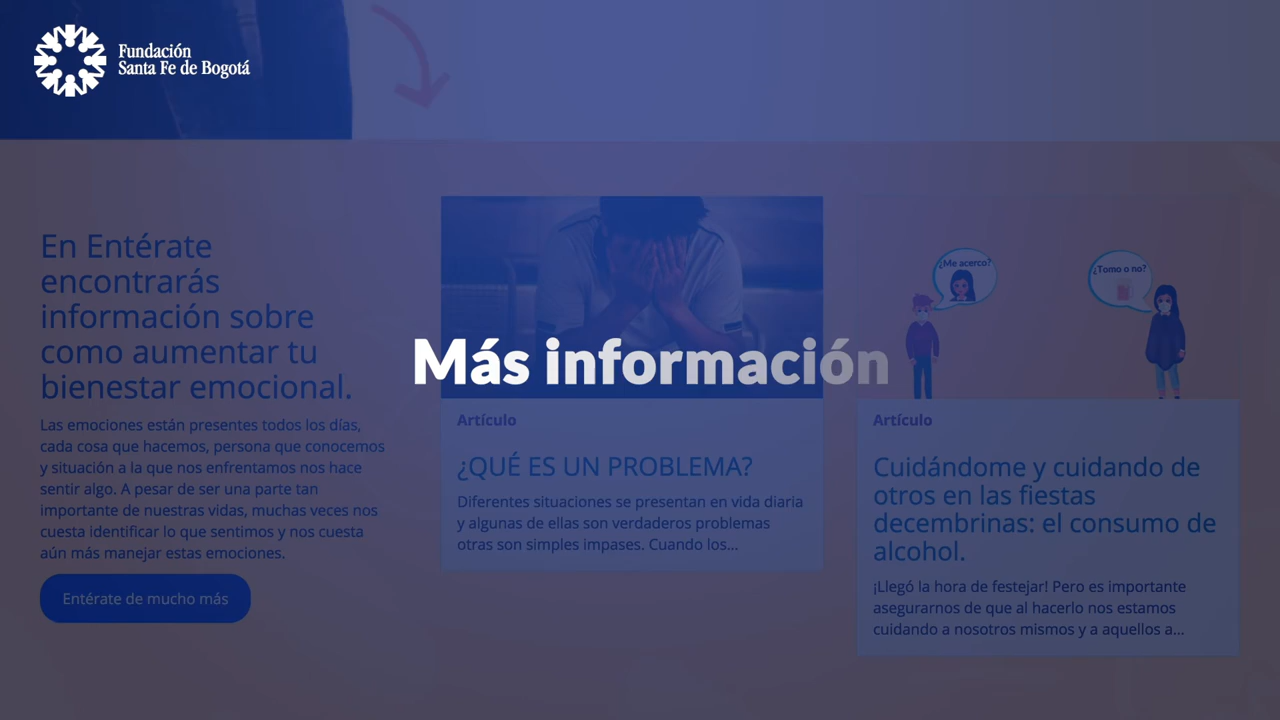 Fundación
Santa Fe de Bogotá
Más información
En Entérate
encontrarás
información sobre
como aumentar tu
bienestar emocional.
Las emociones están presentes todos los días,
cada cosa que hacemos, persona que conocemos
y situación a la que nos enfrentamos nos hace
sentir algo. A pesar de ser una parte tan
importante de nuestras vidas, muchas veces nos
cuesta identificar lo que sentimos y nos cuesta
aún más manejar estas emociones.
Entérate de mucho más
Artículo
¿QUÉ ES UN PROBLEMA?
Diferentes situaciones se presentan en vida diaria
y algunas de ellas son verdaderos problemas
otras son simples impases. Cuando los...
¿Me acerco?
¿Tomo o no?
Artículo
Cuidándome y cuidando de
otros en las fiestas
decembrinas: el consumo de
alcohol.
¡Llegó la hora de festejar! Pero es importante
asegurarnos de que al hacerlo nos estamos
cuidando a nosotros mismos y a aquellos a...